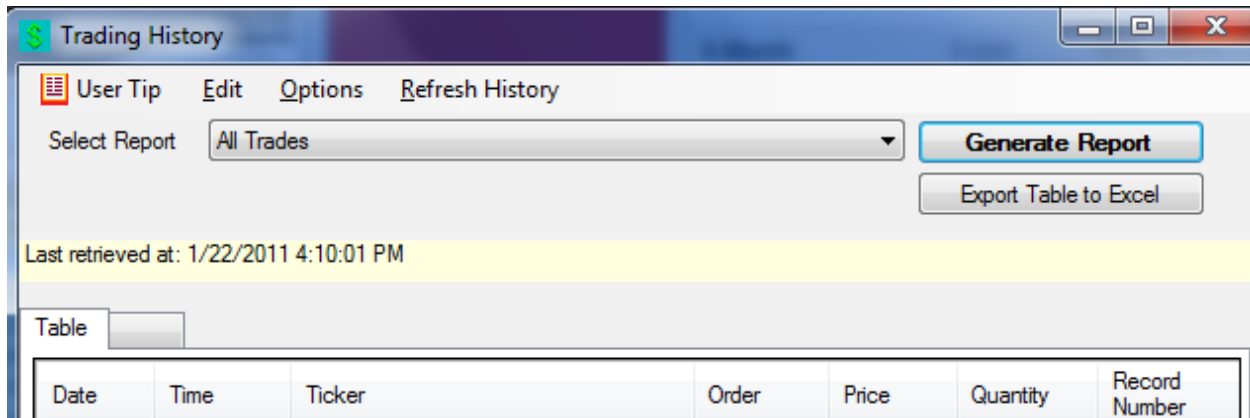 $ Trading History
User Tip Edit Options Refresh History
Select Report All Trades Generate Report
Export Table to Excel
Last retrieved at: 1/22/2011 4:10:01 PM
Table
Date Time Ticker Order Price Quantity Record
Number